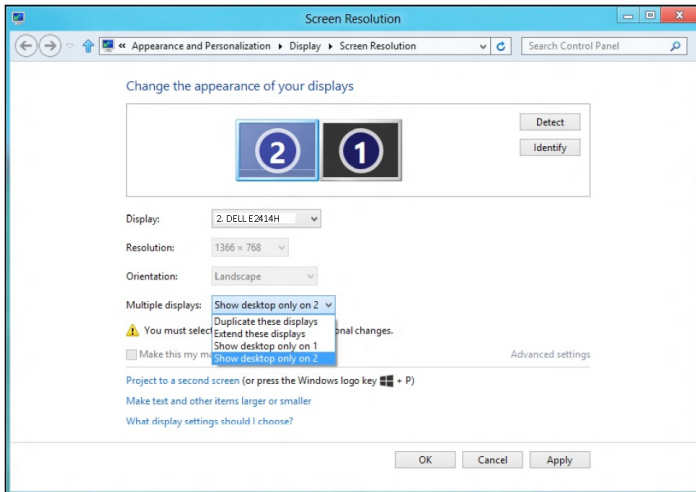 Screen Resolution
« Appearance and Personalization ▸ Display ▸ Screen Resolution
Search Control Panel
Change the appearance of your displays
2
1
Detect
Identify
Display: 2. DELL E2414H
Resolution: 1366 × 768
Orientation: Landscape
Multiple displays: Show desktop only on 2
Duplicate these displays
Extend these displays
Show desktop only on 1
Show desktop only on 2
You must selec onal changes.
Make this my m
Advanced settings
Project to a second screen (or press the Windows logo key + P)
Make text and other items larger or smaller
What display settings should I choose?
OK Cancel Apply